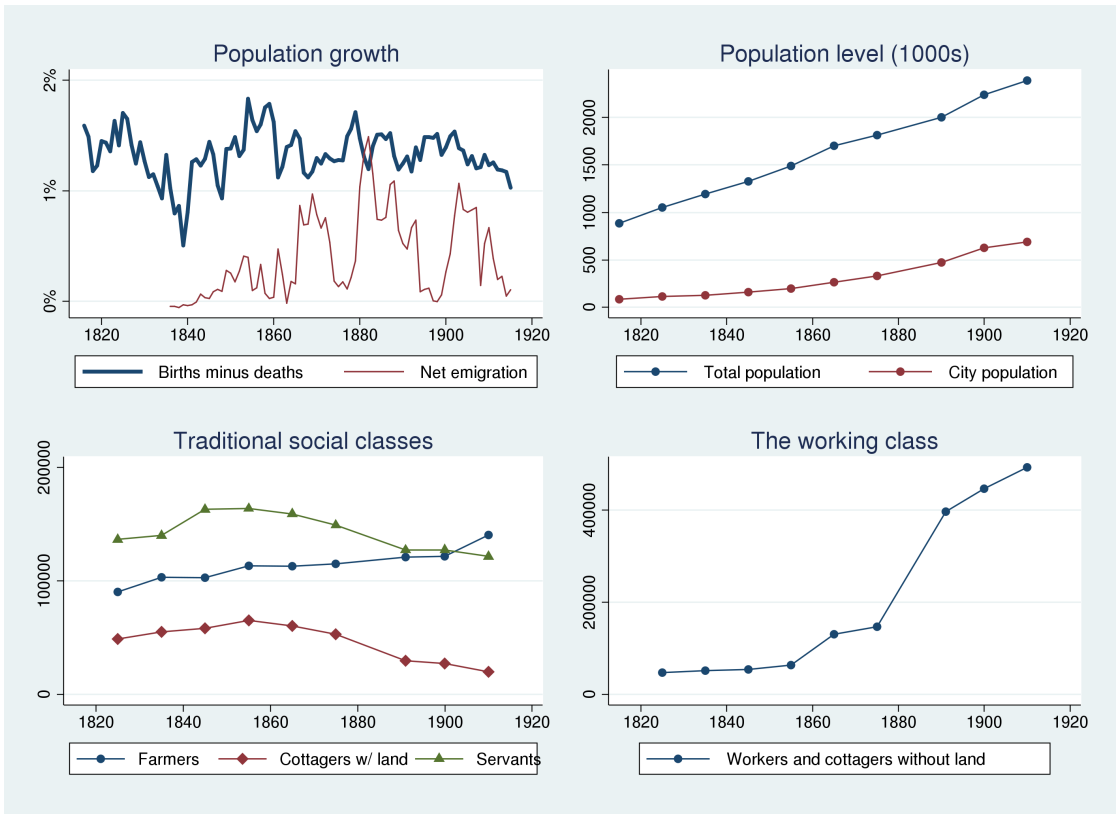 Population growth
2%
1%
0%
1820 1840 1860 1880 1900 1920
Births minus deaths Net emigration
Population level (1000s)
2000
1500
1000
500
0
1820 1840 1860 1880 1900 1920
Total population City population
Traditional social classes
200000
100000
0
1820 1840 1860 1880 1900 1920
Farmers Cottagers w/ land Servants
The working class
400000
200000
0
1820 1840 1860 1880 1900 1920
Workers and cottagers without land